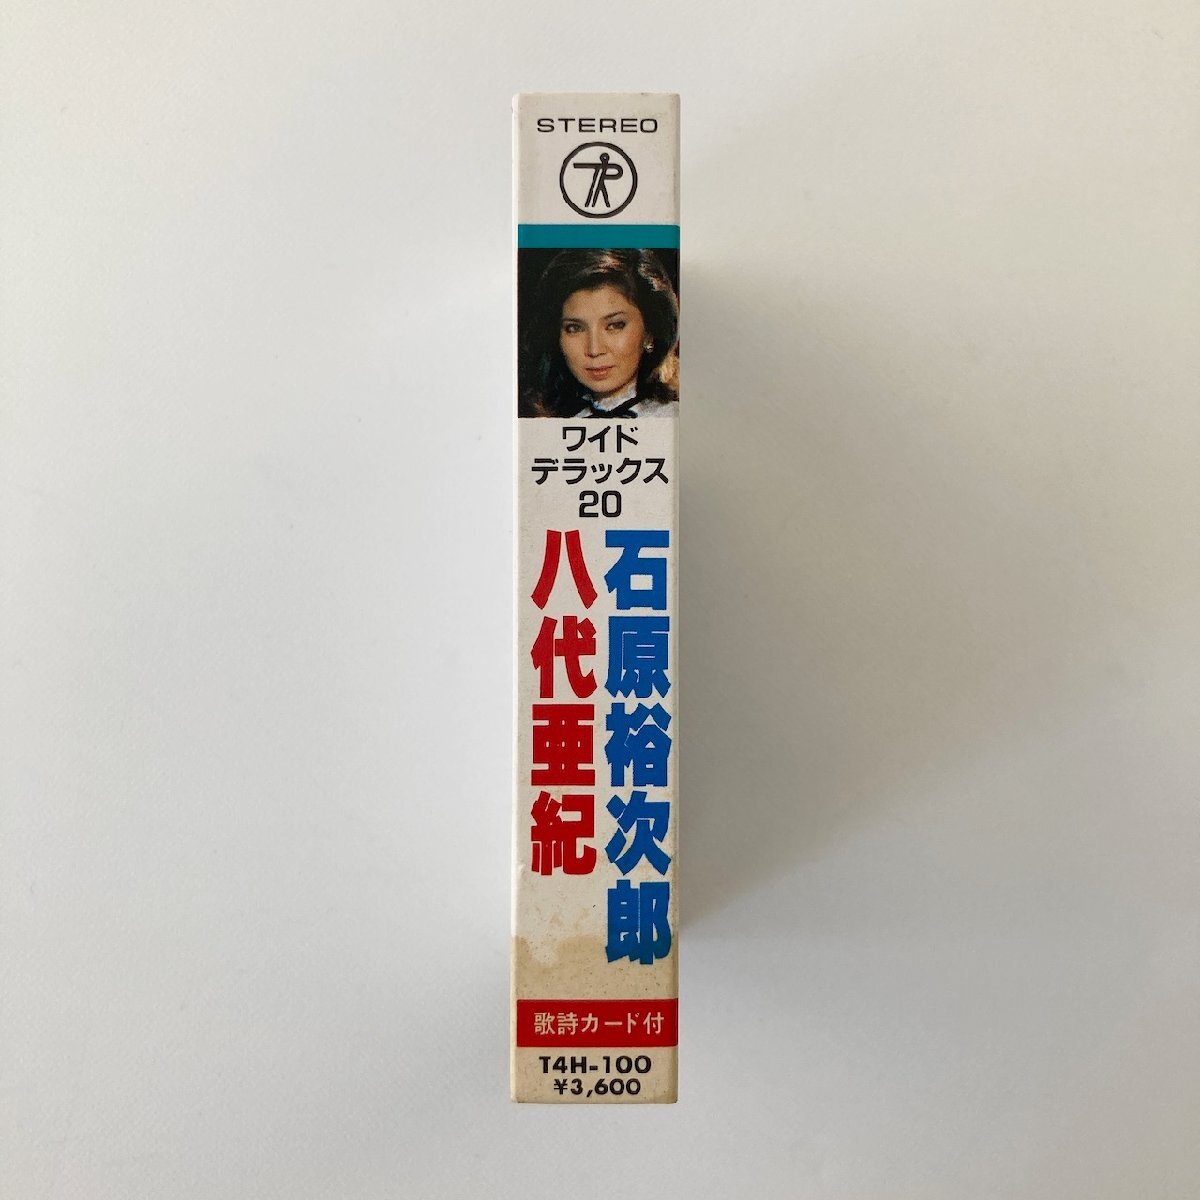 STEREO
TR
ワイド
デラックス
20
石原裕次郎
八代亜紀
歌詩カード付
T4H-100
¥3,600